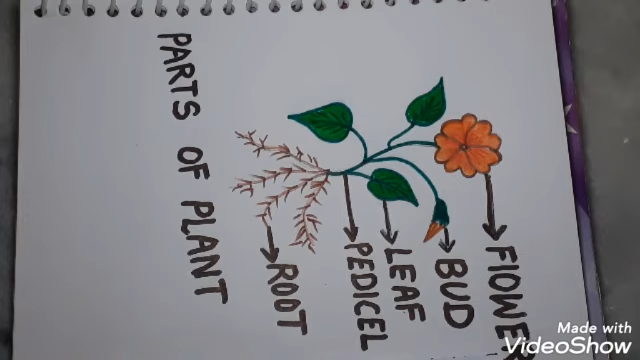 FlOWE
BUD
LEAF
PEDICEL
ROOT
PARTS OF PLANT
Made with
VideoShow